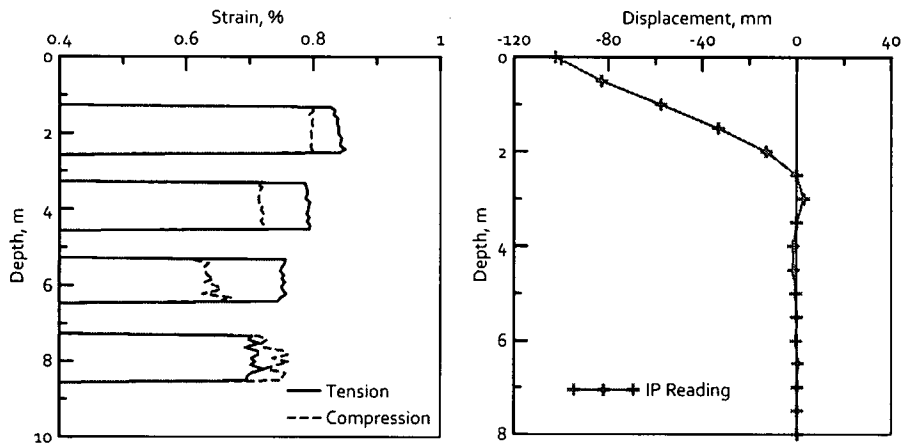 Strain, %
0.4 0.6 0.8 1
0
2
4
6
8
10
Depth, m
Tension
Compression
Displacement, mm
-120 -80 -40 0 40
0
2
4
6
8
Depth, m
IP Reading